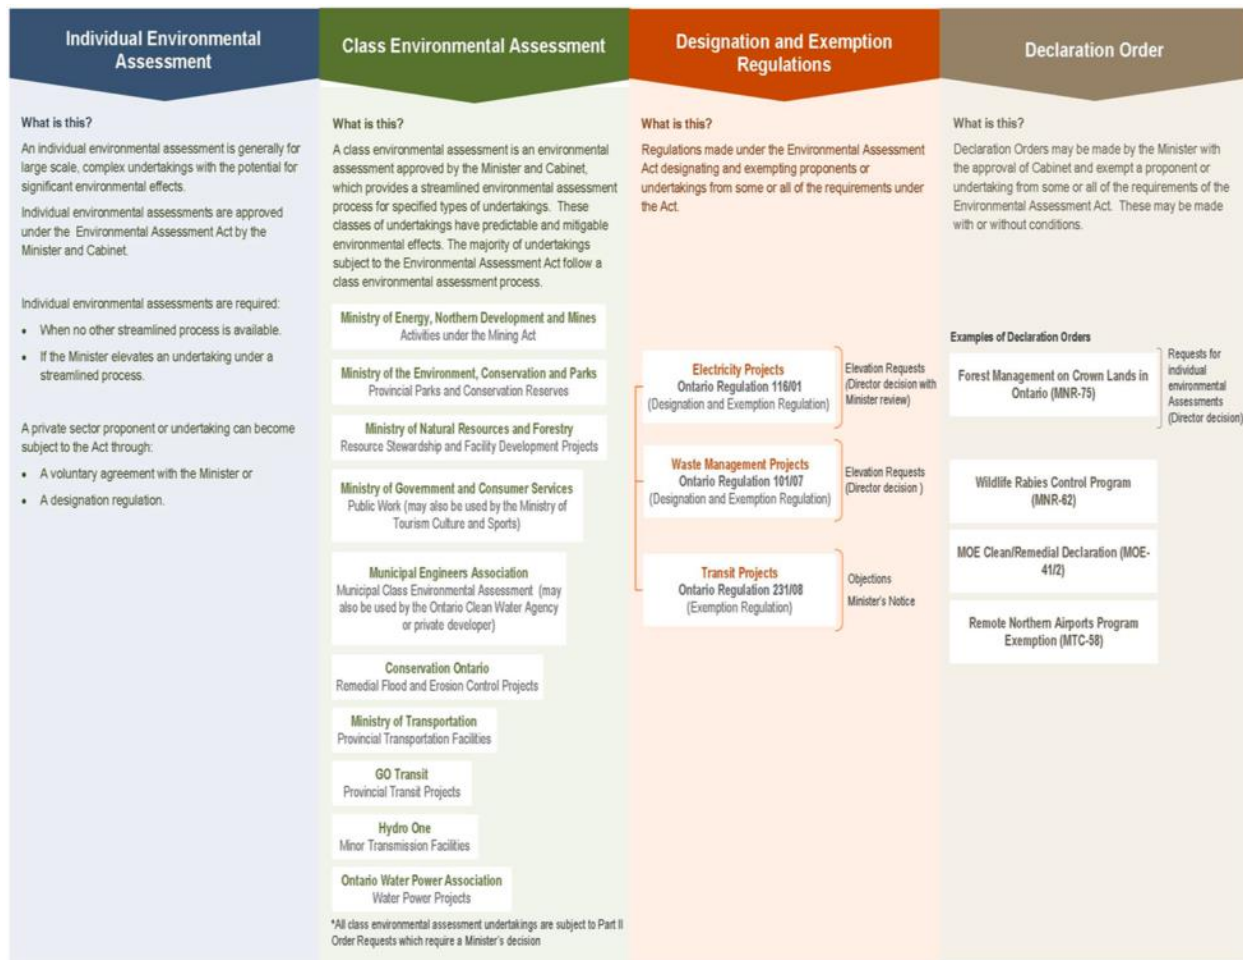 Individual Environmental
Assessment
What is this?
An individual environmental assessment is generally for
large scale, complex undertakings with the potential for
significant environmental effects.
Individual environmental assessments are approved
under the Environmental Assessment Act by the
Minister and Cabinet.
Individual environmental assessments are required:
• When no other streamlined process is available.
• If the Minister elevates an undertaking under a
streamlined process.
A private sector proponent or undertaking can become
subject to the Act through:
• A voluntary agreement with the Minister or
• A designation regulation.
Class Environmental Assessment
What is this?
A class environmental assessment is an environmental
assessment approved by the Minister and Cabinet,
which provides a streamlined environmental assessment
process for specified types of undertakings. These
classes of undertakings have predictable and mitigable
environmental effects. The majority of undertakings
subject to the Environmental Assessment Act follow a
class environmental assessment process.
Ministry of Energy, Northern Development and Mines
Activities under the Mining Act
Ministry of the Environment, Conservation and Parks
Provincial Parks and Conservation Reserves
Ministry of Natural Resources and Forestry
Resource Stewardship and Facility Development Projects
Ministry of Government and Consumer Services
Public Work (may also be used by the Ministry of
Tourism Culture and Sports)
Municipal Engineers Association
Municipal Class Environmental Assessment (may
also be used by the Ontario Clean Water Agency
or private developer)
Conservation Ontario
Remedial Flood and Erosion Control Projects
Ministry of Transportation
Provincial Transportation Facilities
GO Transit
Provincial Transit Projects
Hydro One
Minor Transmission Facilities
Ontario Water Power Association
Water Power Projects
*All class environmental assessment undertakings are subject to Part II
Order Requests which require a Minister's decision
Designation and Exemption
Regulations
What is this?
Regulations made under the Environmental Assessment
Act designating and exempting proponents or
undertakings from some or all of the requirements under
the Act.
Electricity Projects
Ontario Regulation 116/01
(Designation and Exemption Regulation)
Elevation Requests
(Director decision with
Minister review)
Waste Management Projects
Ontario Regulation 101/07
(Designation and Exemption Regulation)
Elevation Requests
(Director decision )
Transit Projects
Ontario Regulation 231/08
(Exemption Regulation)
Objections
Minister's Notice
Declaration Order
What is this?
Declaration Orders may be made by the Minister with
the approval of Cabinet and exempt a proponent or
undertaking from some or all of the requirements of the
Environmental Assessment Act. These may be made
with or without conditions.
Examples of Declaration Orders
Forest Management on Crown Lands in
Ontario (MNR-75)
Requests for
individual
environmental
Assessments
(Director decision)
Wildlife Rabies Control Program
(MNR-62)
MOE Clean/Remedial Declaration (MOE-
41/2)
Remote Northern Airports Program
Exemption (MTC-58)